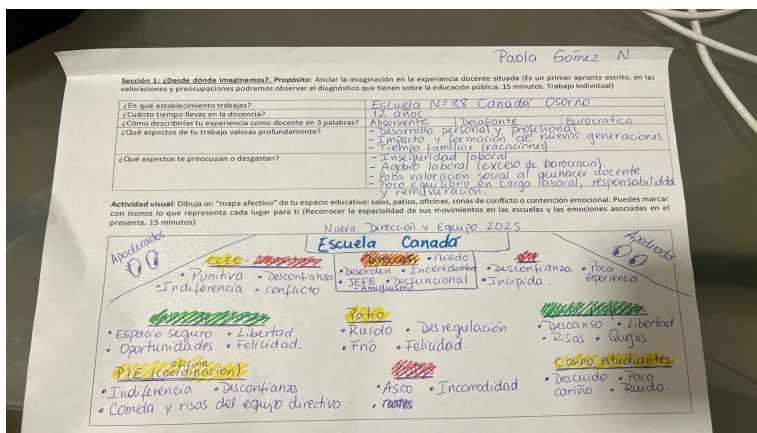 Paola Gómez N.
Sección 1: ¿Desde dónde imaginamos?. Propósito: Anclar la imaginación en la experiencia docente situada (Es un primer apronte escrito, en las
valoraciones y preocupaciones podremos observar el diagnóstico que tienen sobre la educación pública. 15 minutos. Trabajo Individual)
¿En qué establecimiento trabajas? Escuela Nº 88 Canadá Osorno
¿Cuánto tiempo llevas en la docencia? 12 años
¿Cómo describirías tu experiencia como docente en 3 palabras? Absorvente | Desafiante | Burocrática
¿Qué aspectos de tu trabajo valoras profundamente? - Desarrollo personal y profesional
- Impacto y formación de nuevas generaciones
- Tiempo familiar (vacaciones).
¿Qué aspectos te preocupan o desgastan? - Inseguridad laboral
- Agobio laboral (exceso de burocracia).
- Poca valoración social al quehacer docente.
- Poco equilibrio en carga laboral, responsabilidad
y remuneración.
Actividad visual: Dibuja un “mapa afectivo” de tu espacio educativo: salas, patios, oficinas, zonas de conflicto o contención emocional. Puedes marcar
con íconos lo que representa cada lugar para ti (Reconocer la espacialidad de sus movimientos en las escuelas y las emociones asociadas en el
presente. 15 minutos)
Nueva Dirección y Equipo 2025
Escuela Canadá
Apoderados
Apoderados
CCEE -
• Punitiva • Desconfianza
• Indiferencia • conflicto
Dirección • ruedo
• Desorden • Incertidumbre
• JEFE • Disfuncional
• Amiguismo
• Desconfianza • Poca
• Incipida. experiencia
• Espacio seguro • Libertad
• Oportunidades • Felicidad.
Patio
• Ruido • Desregulación
• Frío • Felicidad.
• Descanso • Libertad
• Risas • Quejas.
PIE oficina (coordinación)
• Indiferencia • Desconfianza
• Comida y risas del equipo directivo.
• Asco • Incomodidad
Casino estudiantes
• Descuido • Poco
cariño • Ruido.